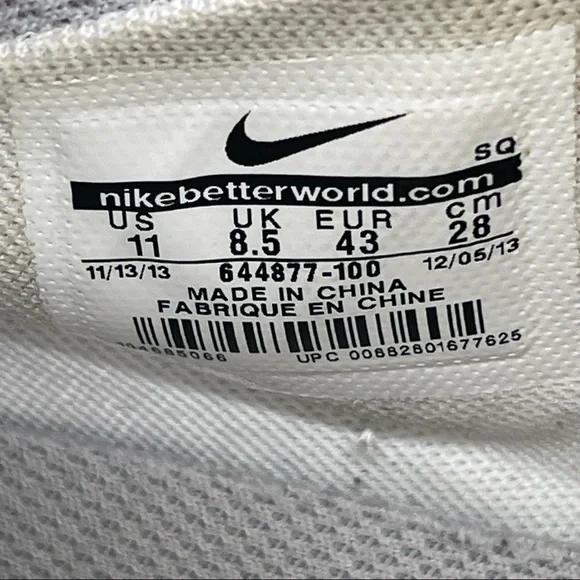 SQ
nikebetterworld.com
US UK EUR cm
11 8.5 43 28
11/13/13 644877-100 12/05/13
MADE IN CHINA
FABRIQUE EN CHINE
UPC 00682801677625